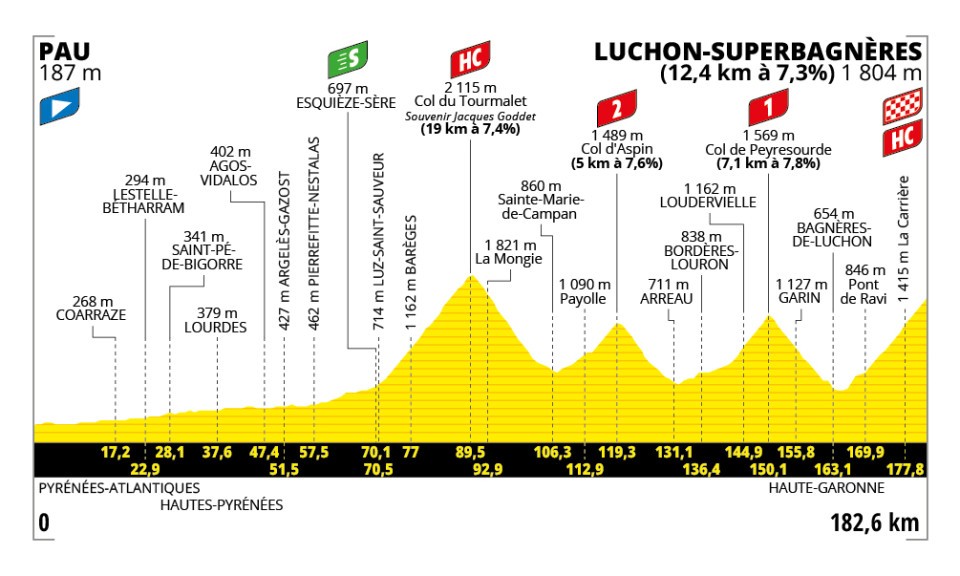 PAU
187 m
LUCHON-SUPERBAGNÈRES
(12,4 km à 7,3%) 1 804 m
S
697 m
ESQUIÈZE-SÈRE
HC
2 115 m
Col du Tourmalet
Souvenir Jacques Goddet
(19 km à 7,4%)
2
1 489 m
Col d'Aspin
(5 km à 7,6%)
1
1 569 m
Col de Peyresourde
(7,1 km à 7,8%)
HC
268 m
COARRAZE
294 m
LESTELLE-
BÉTHARRAM
341 m
SAINT-PÉ-
DE-BIGORRE
379 m
LOURDES
402 m
AGOS-
VIDALOS
427 m ARGELÈS-GAZOST
462 m PIERREFITTE-NESTALAS
714 m LUZ-SAINT-SAUVEUR
1 162 m BARÈGES
1 821 m
La Mongie
860 m
Sainte-Marie-
de-Campan
1 090 m
Payolle
711 m
ARREAU
838 m
BORDÈRES-
LOURON
1 162 m
LOUDERVIELLE
1 127 m
GARIN
654 m
BAGNÈRES-
DE-LUCHON
846 m
Pont
de Ravi
1 415 m La Carrière
17,2 28,1 37,6 47,4 57,5 70,1 77 89,5 106,3 119,3 131,1 144,9 155,8 169,9
22,9 51,5 70,5 92,9 112,9 136,4 150,1 163,1 177,8
PYRÉNÉES-ATLANTIQUES
HAUTES-PYRÉNÉES
HAUTE-GARONNE
0
182,6 km